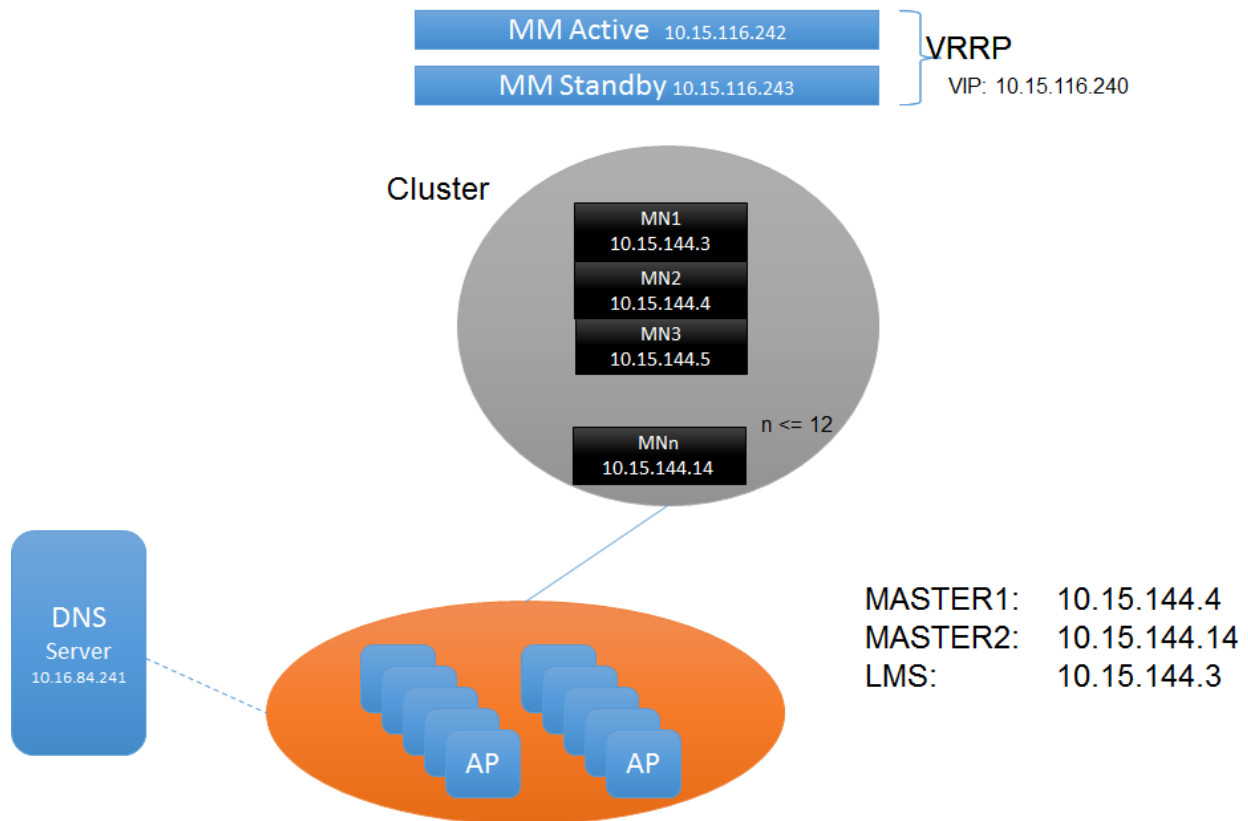 MM Active 10.15.116.242
MM Standby 10.15.116.243
VRRP
VIP: 10.15.116.240
Cluster
MN1
10.15.144.3
MN2
10.15.144.4
MN3
10.15.144.5
n <= 12
MNn
10.15.144.14
DNS
Server
10.16.84.241
AP
AP
MASTER1: 10.15.144.4
MASTER2: 10.15.144.14
LMS: 10.15.144.3